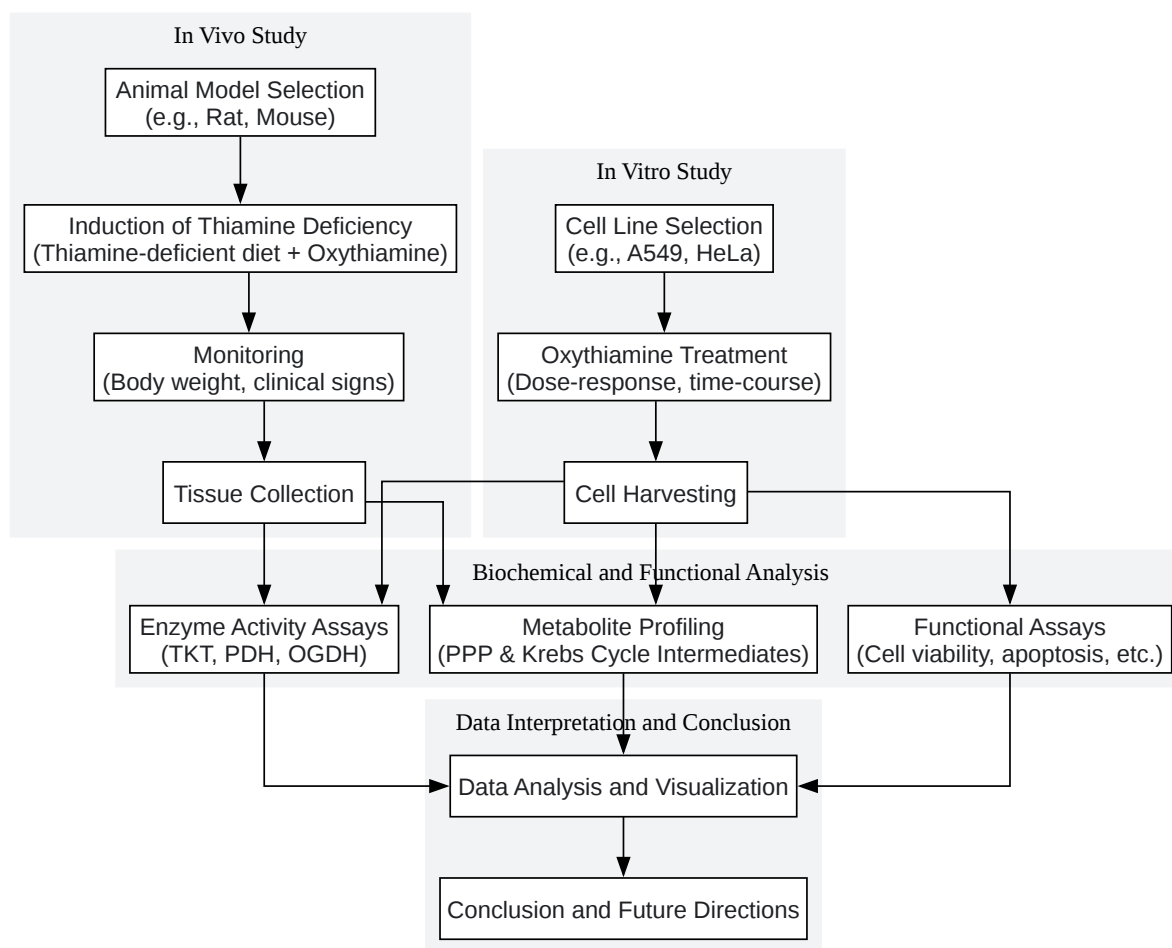 In Vivo Study
Animal Model Selection
(e.g., Rat, Mouse)
Induction of Thiamine Deficiency
(Thiamine-deficient diet + Oxythiamine)
Monitoring
(Body weight, clinical signs)
Tissue Collection
In Vitro Study
Cell Line Selection
(e.g., A549, HeLa)
Oxythiamine Treatment
(Dose-response, time-course)
Cell Harvesting
Biochemical and Functional Analysis
Enzyme Activity Assays
(TKT, PDH, OGDH)
Metabolite Profiling
(PPP & Krebs Cycle Intermediates)
Functional Assays
(Cell viability, apoptosis, etc.)
Data Interpretation and Conclusion
Data Analysis and Visualization
Conclusion and Future Directions